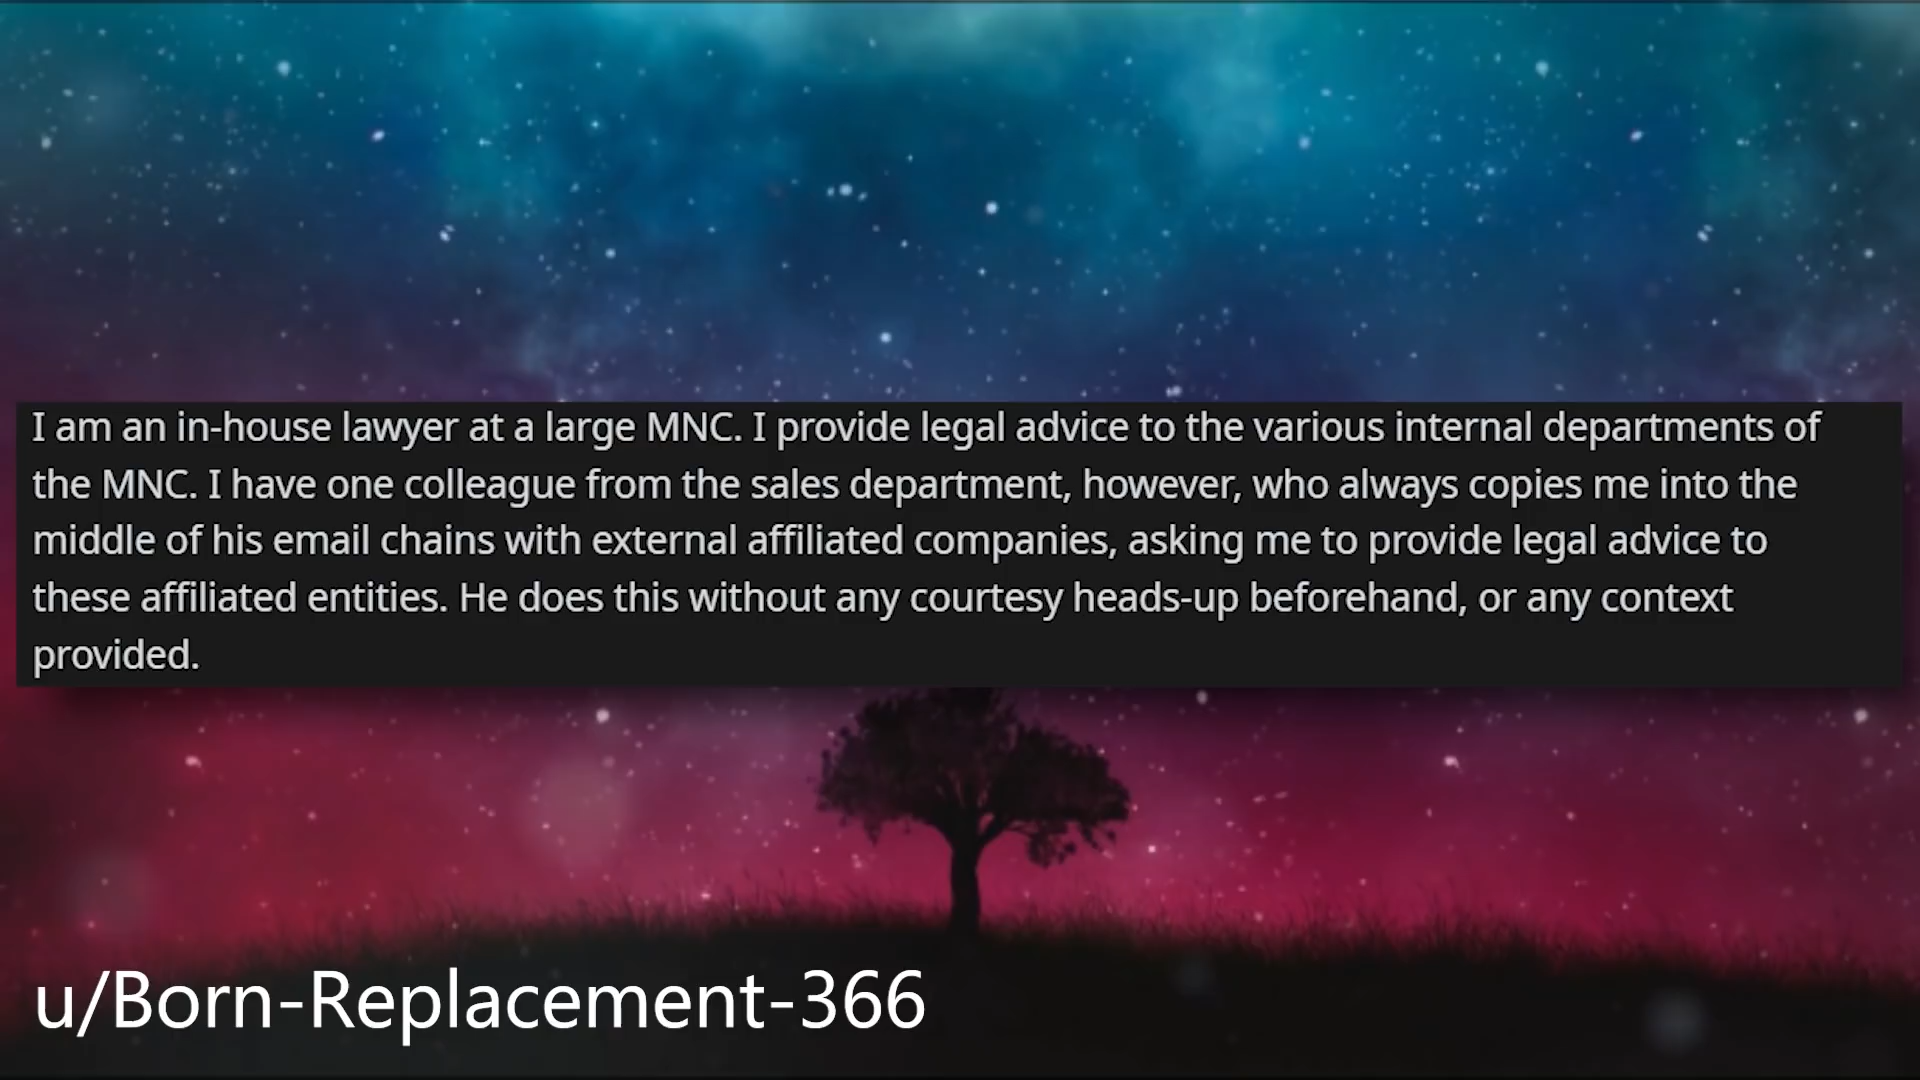 I am an in-house lawyer at a large MNC. I provide legal advice to the various internal departments of
the MNC. I have one colleague from the sales department, however, who always copies me into the
middle of his email chains with external affiliated companies, asking me to provide legal advice to
these affiliated entities. He does this without any courtesy heads-up beforehand, or any context
provided.
u/Born-Replacement-366